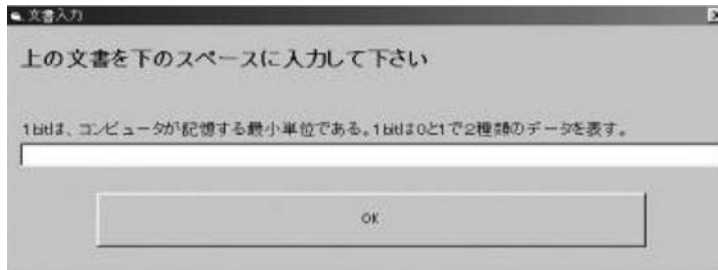 文書入力
上の文書を下のスペースに入力して下さい
1bitは、コンピュータが記憶する最小単位である。1bitは0と1で2種類のデータを表す。
OK